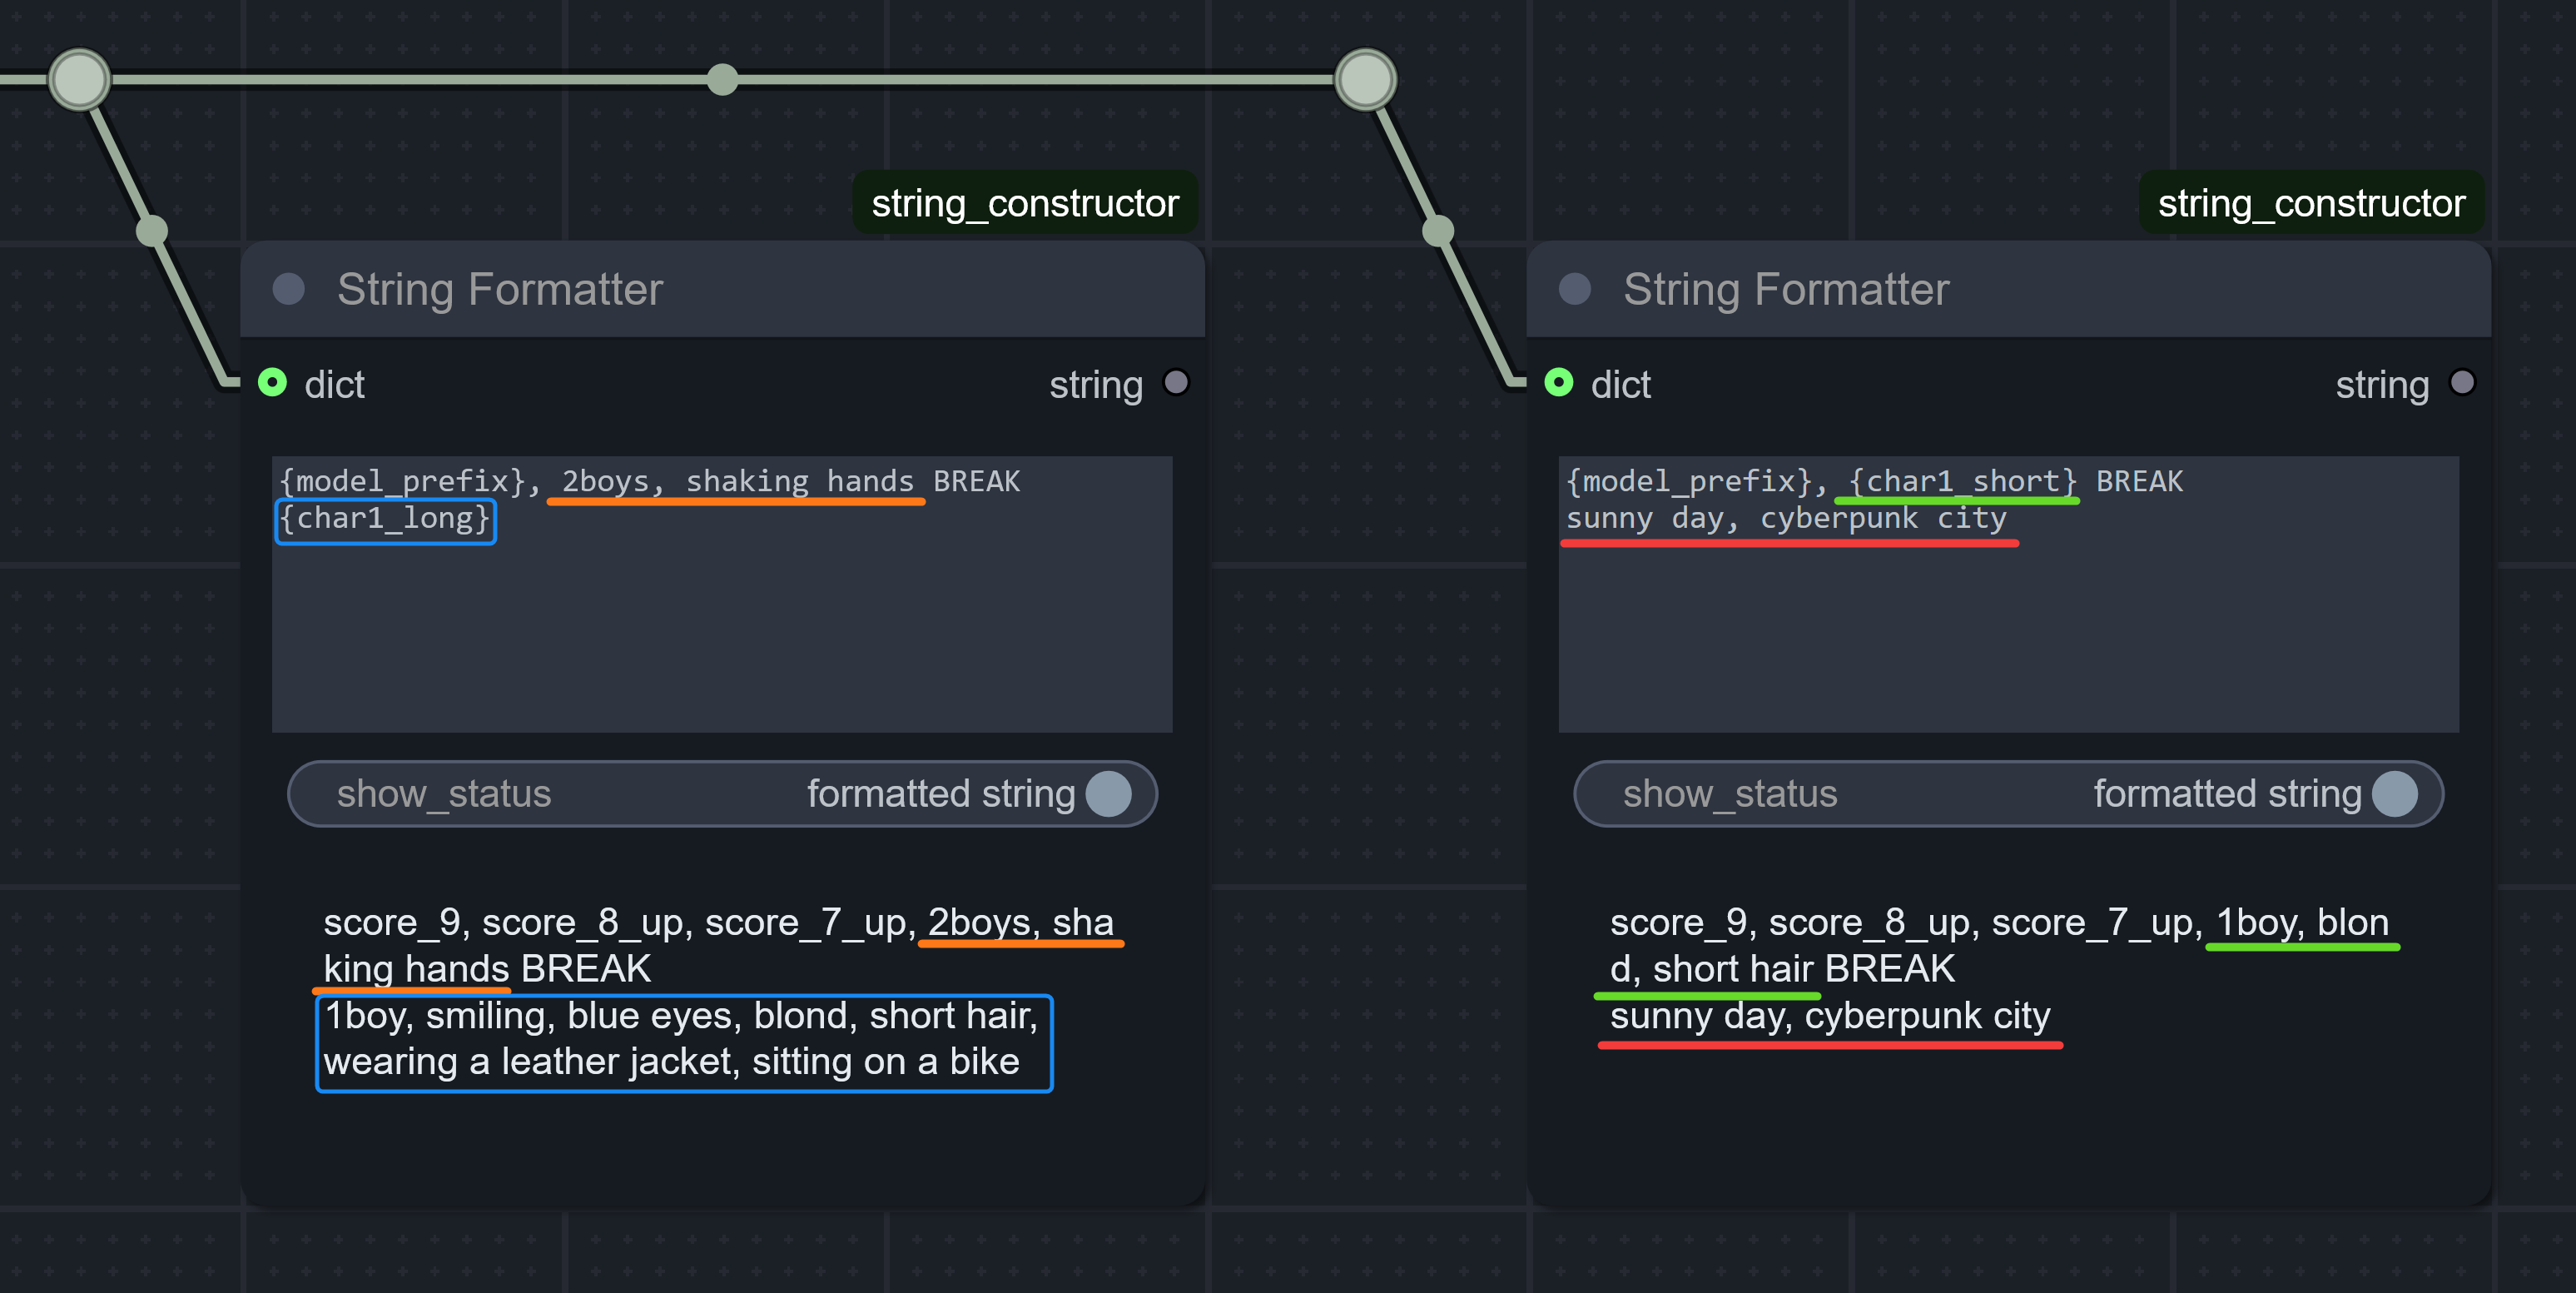 string_constructor
String Formatter
dict
string
{model_prefix}, 2boys, shaking hands BREAK
{char1_long}
show_status
formatted string
score_9, score_8_up, score_7_up, 2boys, sha
king hands BREAK
1boy, smiling, blue eyes, blond, short hair,
wearing a leather jacket, sitting on a bike
string_constructor
String Formatter
dict
string
{model_prefix}, {char1_short} BREAK
sunny day, cyberpunk city
show_status
formatted string
score_9, score_8_up, score_7_up, 1boy, blon
d, short hair BREAK
sunny day, cyberpunk city